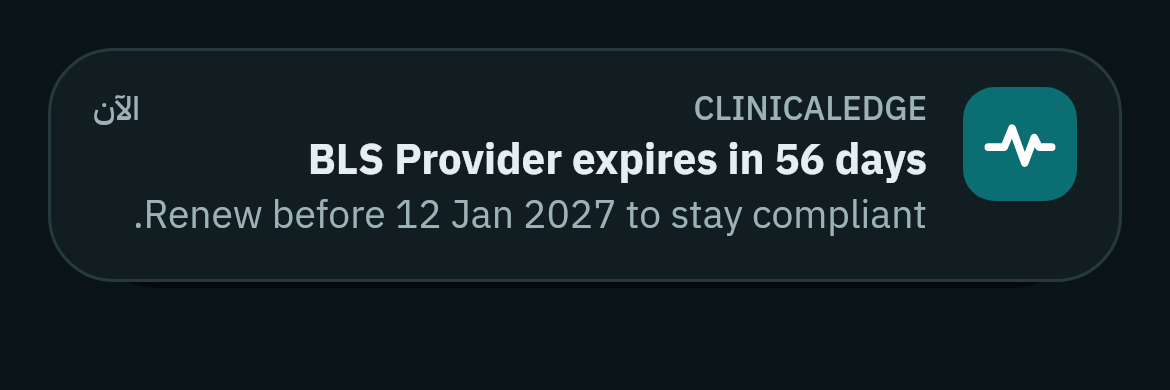 CLINICALEDGE
الآن
BLS Provider expires in 56 days
Renew before 12 Jan 2027 to stay compliant.